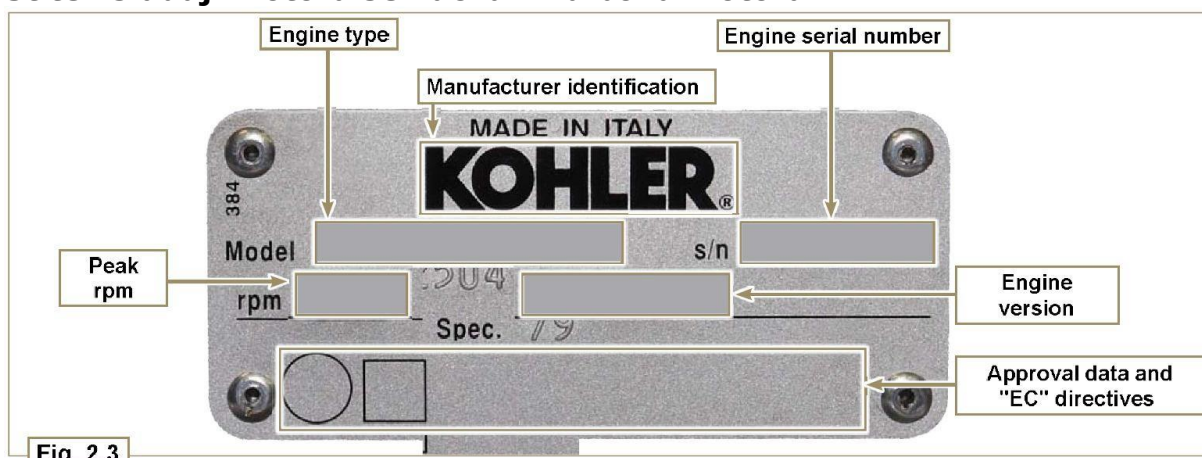 Engine type
Engine serial number
Manufacturer identification
MADE IN ITALY
KOHLER®
384
Model
s/n
Peak
rpm
rpm
Engine
version
Spec.
79
Approval data and
"EC" directives
Fig. 2.3